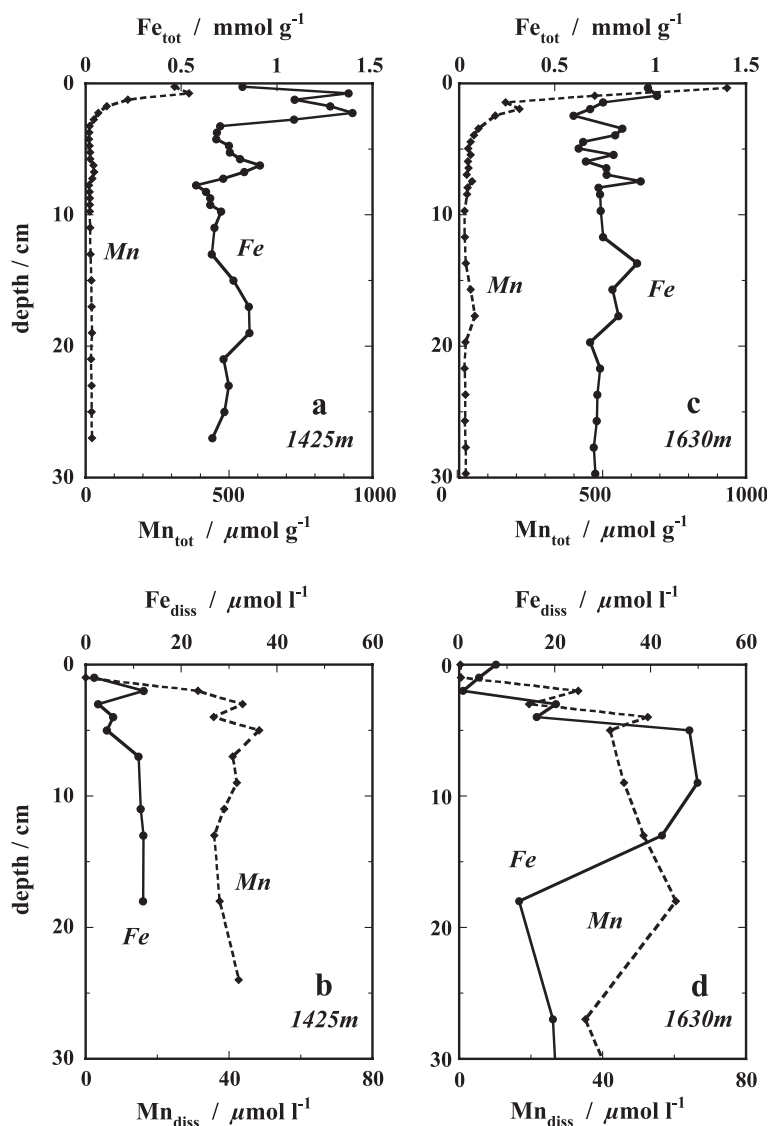 Fe_tot / mmol g^-1
0 0.5 1 1.5
0
10
20
30
depth / cm
Mn
Fe
a
1425m
0 500 1000
Mn_tot / μmol g^-1
Fe_tot / mmol g^-1
0 0.5 1 1.5
0
10
20
30
Mn
Fe
c
1630m
0 500 1000
Mn_tot / μmol g^-1
Fe_diss / μmol l^-1
0 20 40 60
0
10
20
30
depth / cm
Fe
Mn
b
1425m
0 40 80
Mn_diss / μmol l^-1
Fe_diss / μmol l^-1
0 20 40 60
0
10
20
30
Fe
Mn
d
1630m
0 20 40 60 80
Mn_diss / μmol l^-1